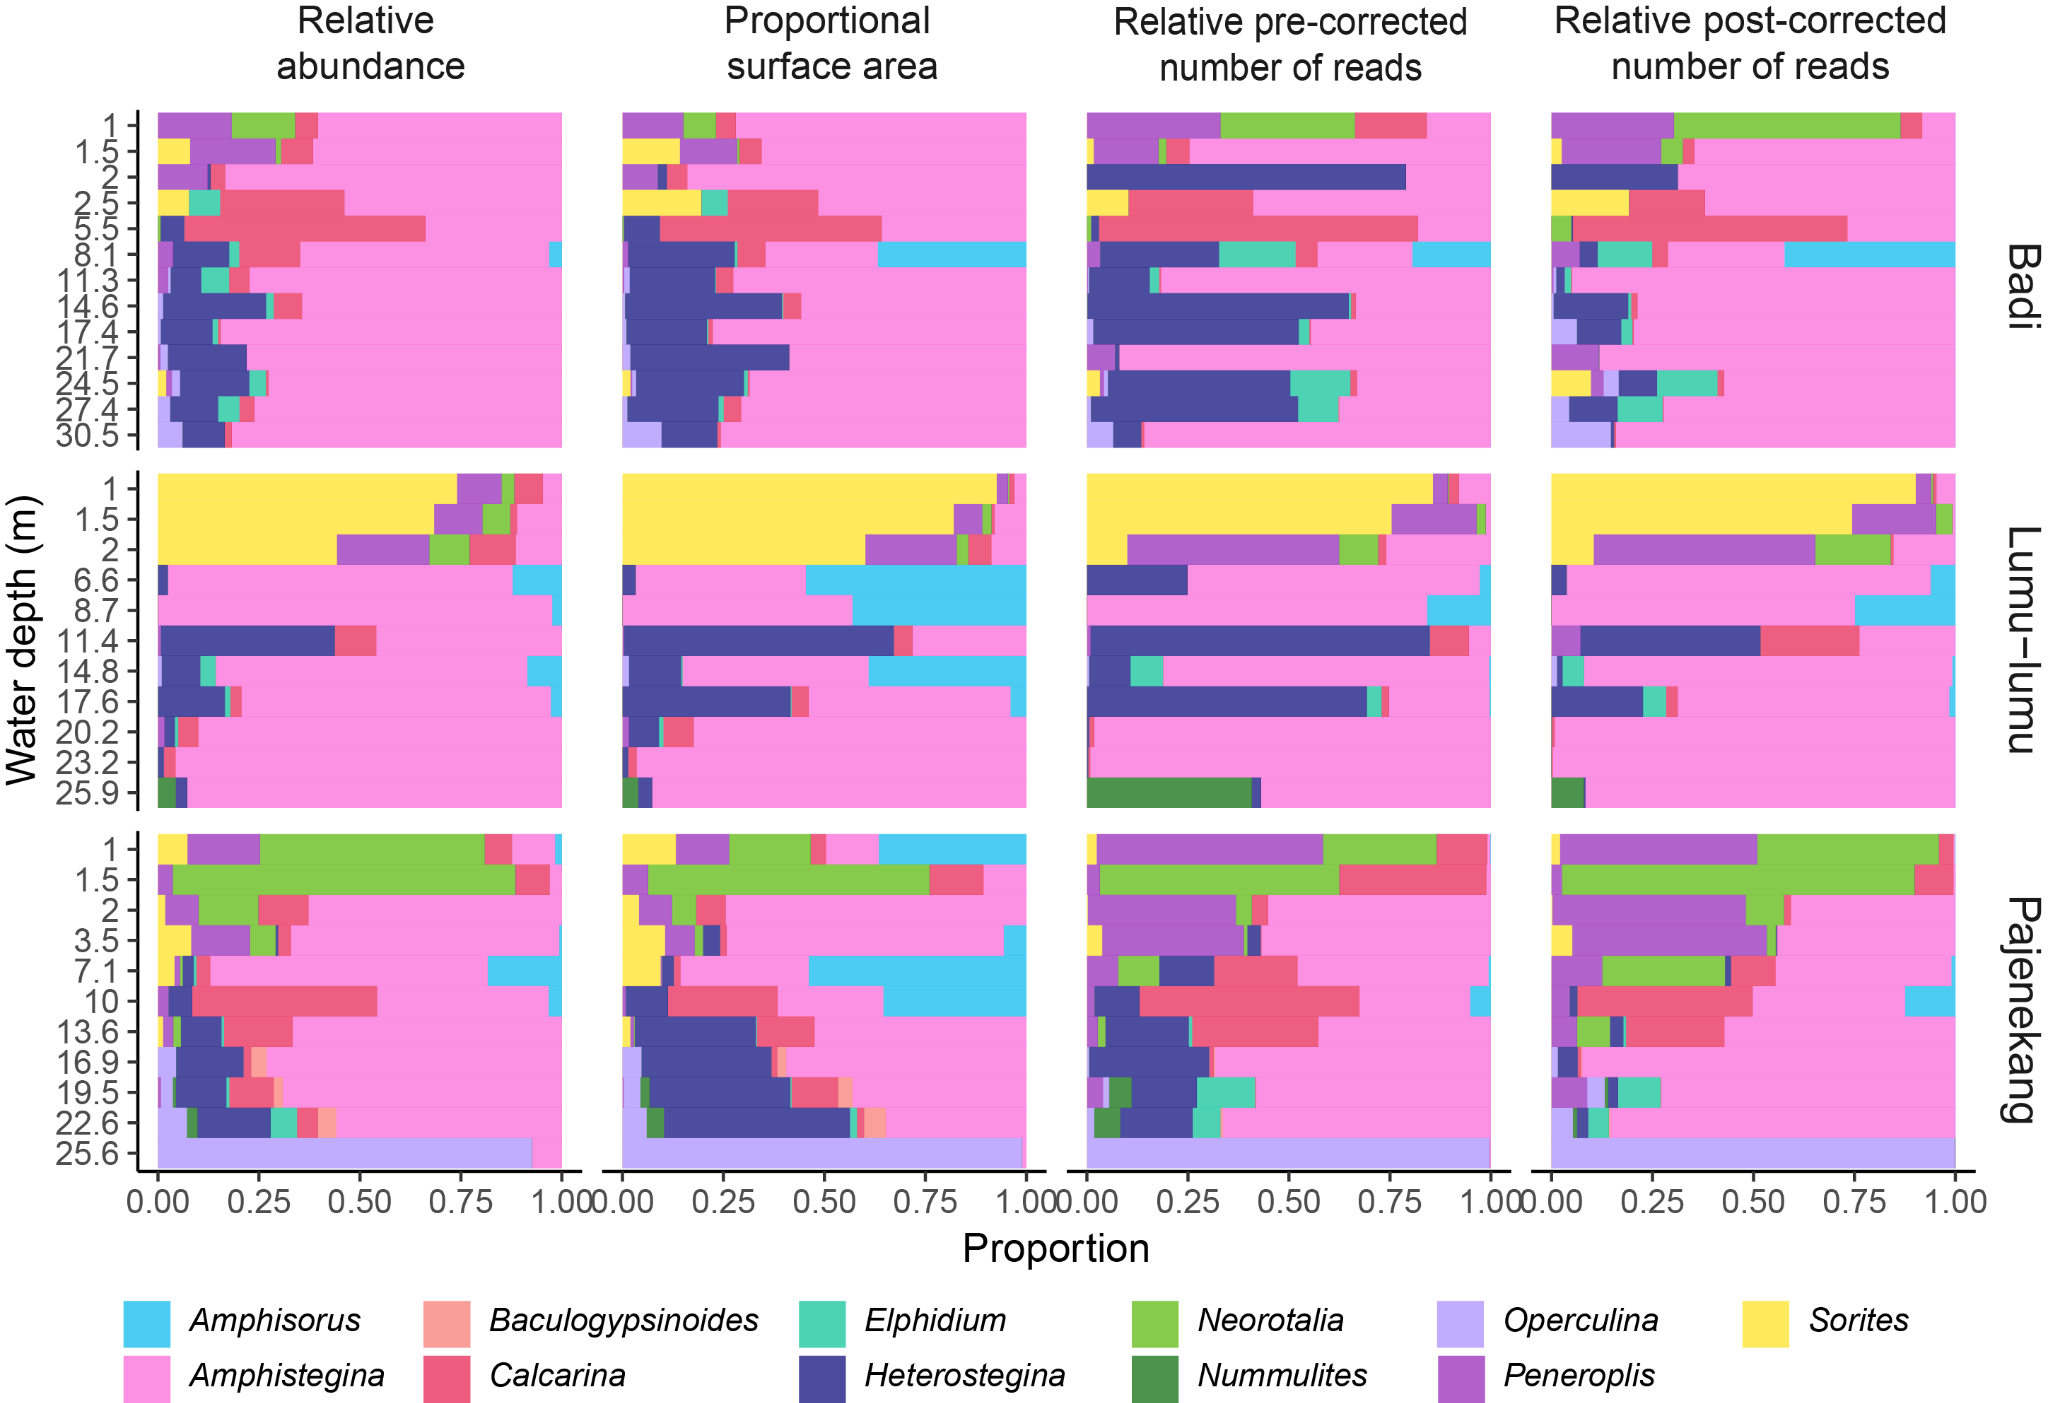 Relative
abundance
Proportional
surface area
Relative pre-corrected
number of reads
Relative post-corrected
number of reads
Water depth (m)
1
1.5
2
2.5
5.5
8.1
11.3
14.6
17.4
21.7
24.5
27.4
30.5
Badi
1
1.5
2
6.6
8.7
11.4
14.8
17.6
20.2
23.2
25.9
Lumu−lumu
1
1.5
2
3.5
7.1
10
13.6
16.9
19.5
22.6
25.6
Pajenekang
0.00 0.25 0.50 0.75 1.00 0.00 0.25 0.50 0.75 1.00 0.00 0.25 0.50 0.75 1.00 0.00 0.25 0.50 0.75 1.00
Proportion
Amphisorus Baculogypsinoides Elphidium Neorotalia Operculina Sorites
Amphistegina Calcarina Heterostegina Nummulites Peneroplis